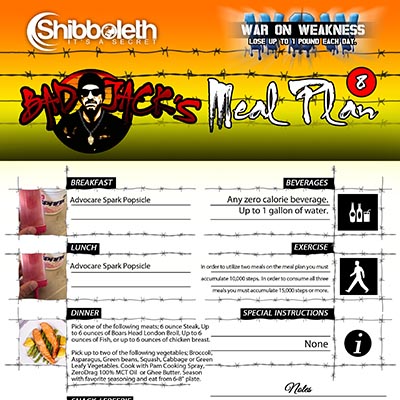 Shibboleth
IT'S A SECRET
WAR ON WEAKNESS
LOSE UP TO 1 POUND EACH DAY.
BAD JACK'S Meal Plan 8
BREAKFAST
Advocare Spark Popsicle
BEVERAGES
Any zero calorie beverage.
Up to 1 gallon of water.
LUNCH
Advocare Spark Popsicle
EXERCISE
In order to utilize two meals on the meal plan you must
accumulate 10,000 steps. In order to consume all three
meals you must accumulate 15,000 steps or more.
DINNER
Pick one of the following meats; 6 ounce Steak, Up
to 6 ounces of Boars Head London Broil, Up to 6
ounces of Fish, or up to 6 ounces of chicken breast.
Pick up to two of following vegetables; Broccoli,
Asparagus, Green beans, Squash, Cabbage or Green
Leafy Vegetables. Cook with Pam Cooking Spray,
ZeroDrag 100% MCT Oil or Ghee Butter. Season
with favorite seasoning and eat from 6-8" plate.
SPECIAL INSTRUCTIONS
None
Notes